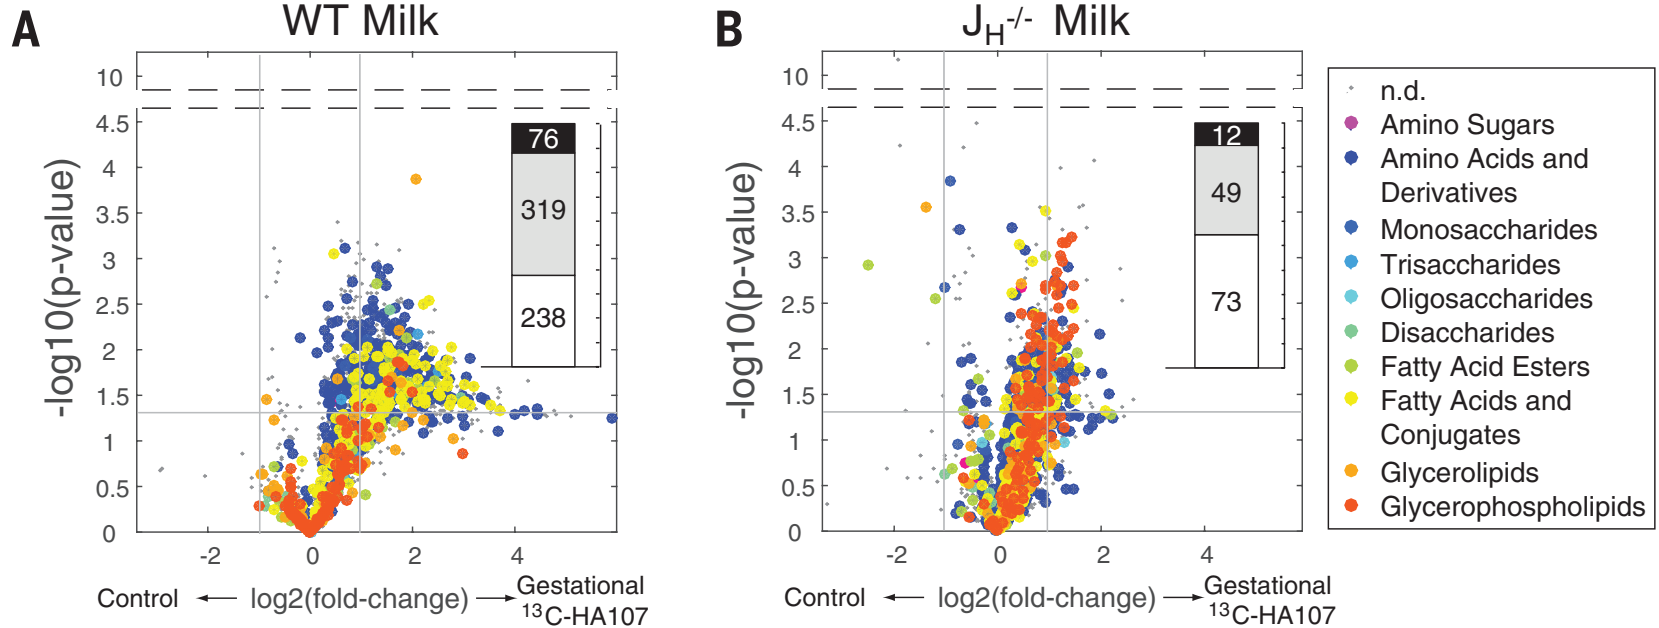 A
WT Milk
10
4.5
4
3.5
3
2.5
2
1.5
1
0.5
0
-log10(p-value)
76
319
238
-2
0
2
4
Control
log2(fold-change)
Gestational
13C-HA107
B
JH-/- Milk
10
4.5
4
3.5
3
2.5
2
1.5
1
0.5
0
-log10(p-value)
12
49
73
-2
0
2
4
Control
log2(fold-change)
Gestational
13C-HA107
n.d.
Amino Sugars
Amino Acids and
Derivatives
Monosaccharides
Trisaccharides
Oligosaccharides
Disaccharides
Fatty Acid Esters
Fatty Acids and
Conjugates
Glycerolipids
Glycerophospholipids